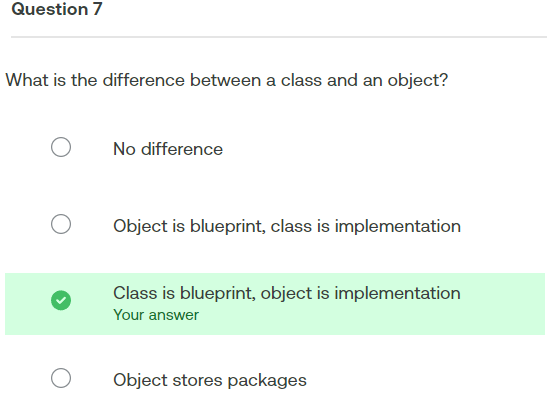 Question 7
What is the difference between a class and an object?
No difference
Object is blueprint, class is implementation
Class is blueprint, object is implementation
Your answer
Object stores packages